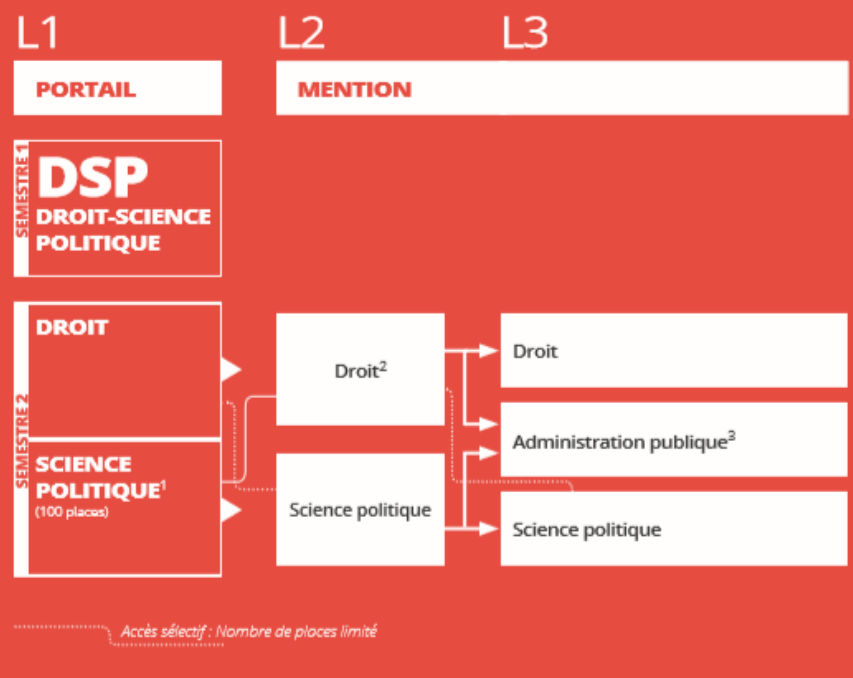 L1
L2
L3
PORTAIL
MENTION
SEMESTRE 1
DSP
DROIT-SCIENCE
POLITIQUE
SEMESTRE 2
DROIT
SCIENCE
POLITIQUE¹
(100 places)
Droit²
Science politique
Droit
Administration publique³
Science politique
Accès sélectif : Nombre de places limité